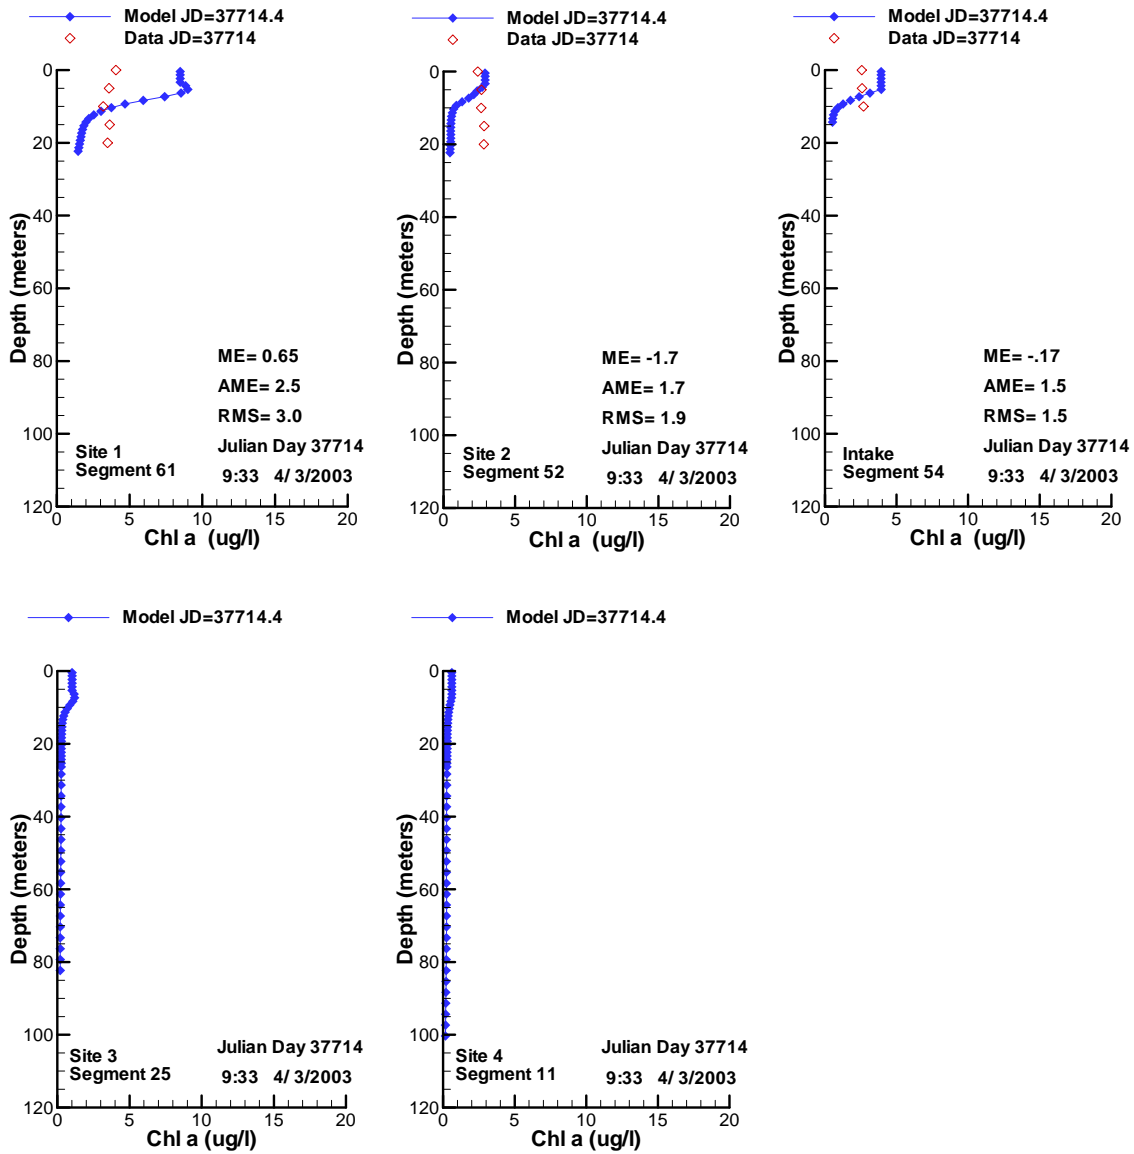 Model JD=37714.4
Data JD=37714
0
20
40
60
80
100
120
Depth (meters)
ME= 0.65
AME= 2.5
RMS= 3.0
Site 1
Segment 61
Julian Day 37714
9:33 4/ 3/2003
0 5 10 15 20
Chl a (ug/l)
Model JD=37714.4
Data JD=37714
0
20
40
60
80
100
120
Depth (meters)
ME= -1.7
AME= 1.7
RMS= 1.9
Site 2
Segment 52
Julian Day 37714
9:33 4/ 3/2003
0 5 10 15 20
Chl a (ug/l)
Model JD=37714.4
Data JD=37714
0
20
40
60
80
100
120
Depth (meters)
ME= -.17
AME= 1.5
RMS= 1.5
Intake
Segment 54
Julian Day 37714
9:33 4/ 3/2003
0 5 10 15 20
Chl a (ug/l)
Model JD=37714.4
0
20
40
60
80
100
120
Depth (meters)
Site 3
Segment 25
Julian Day 37714
9:33 4/ 3/2003
0 5 10 15 20
Chl a (ug/l)
Model JD=37714.4
0
20
40
60
80
100
120
Depth (meters)
Site 4
Segment 11
Julian Day 37714
9:33 4/ 3/2003
0 5 10 15 20
Chl a (ug/l)